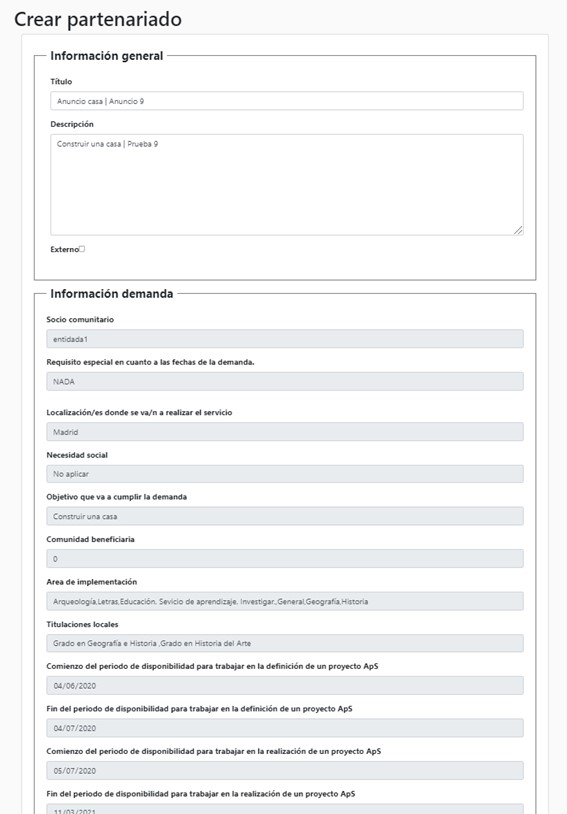 Crear partenariado
Información general
Título
Anuncio casa | Anuncio 9
Descripción
Construir una casa | Prueba 9
Externo
Información demanda
Socio comunitario
entidada1
Requisito especial en cuanto a las fechas de la demanda.
NADA
Localización/es donde se va/n a realizar el servicio
Madrid
Necesidad social
No aplicar
Objetivo que va a cumplir la demanda
Construir una casa
Comunidad beneficiaria
0
Area de implementación
Arqueología,Letras,Educación, Sevicio de aprendizaje, Investigar.,General,Geografía,Historia
Titulaciones locales
Grado en Geografía e Historia ,Grado en Historia del Arte
Comienzo del periodo de disponibilidad para trabajar en la definición de un proyecto ApS
04/06/2020
Fin del periodo de disponibilidad para trabajar en la definición de un proyecto ApS
04/07/2020
Comienzo del periodo de disponibilidad para trabajar en la realización de un proyecto ApS
05/07/2020
Fin del periodo de disponibilidad para trabajar en la realización de un proyecto ApS
11/03/2021